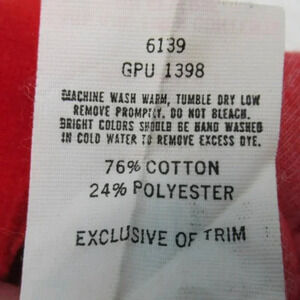 6139
GPU 1398
MACHINE WASH WARM, TUMBLE DRY LOW
REMOVE PROMPTLY. DO NOT BLEACH.
BRIGHT COLORS SHOULD BE HAND WASHED
IN COLD WATER TO REMOVE EXCESS DYE.
76% COTTON
24% POLYESTER
EXCLUSIVE OF TRIM